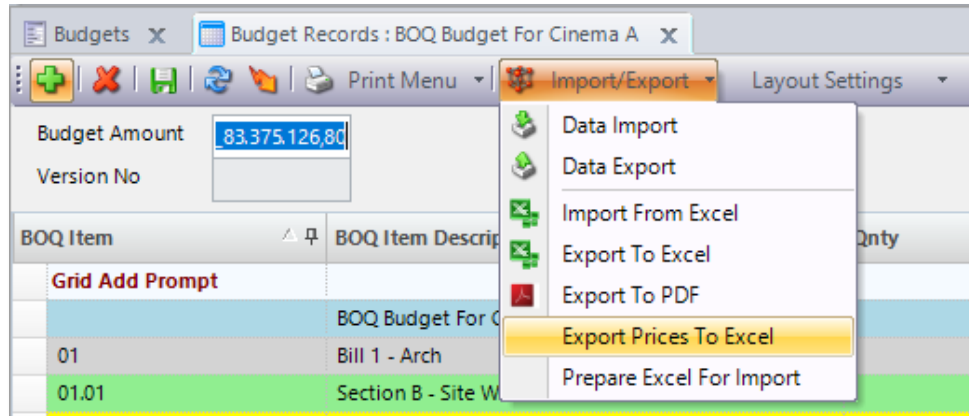 Budgets
Budget Records : BOQ Budget For Cinema A
Print Menu Import/Export Layout Settings
Budget Amount _83.375.126,80
Version No
Data Import
Data Export
Import From Excel
Export To Excel
Export To PDF
Export Prices To Excel
Prepare Excel For Import
BOQ Item BOQ Item Descrip Qnty
Grid Add Prompt
BOQ Budget For C
01 Bill 1 - Arch
01.01 Section B - Site W